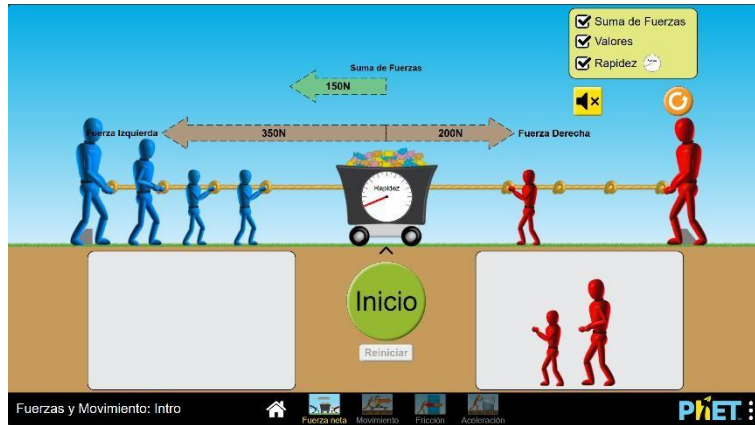 Suma de Fuerzas
Valores
Rapidez
Suma de Fuerzas
150N
Fuerza Izquierda
350N
200N
Fuerza Derecha
Rapidez
Inicio
Reiniciar
Fuerzas y Movimiento: Intro
Fuerza neta
Movimiento
Fricción
Aceleración
PhET